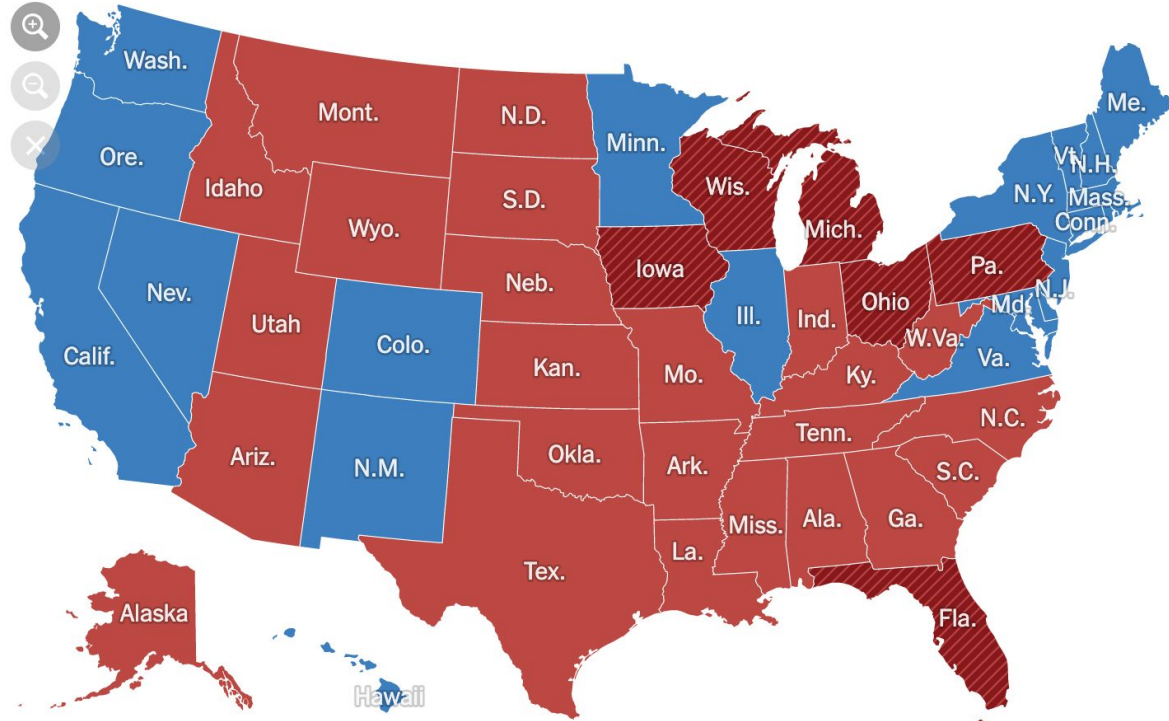 Wash.
Mont.
N.D.
Minn.
Me.
Ore.
Idaho
Wyo.
S.D.
Wis.
Mich.
N.Y.
Vt.
N.H.
Mass.
Conn.
Nev.
Utah
Colo.
Neb.
Iowa
Ill.
Ind.
Ohio
Pa.
N.J.
Md.
Calif.
Kan.
Mo.
Ky.
W.Va.
Va.
Ariz.
N.M.
Okla.
Ark.
Tenn.
N.C.
S.C.
Tex.
La.
Miss.
Ala.
Ga.
Fla.
Alaska
Hawaii